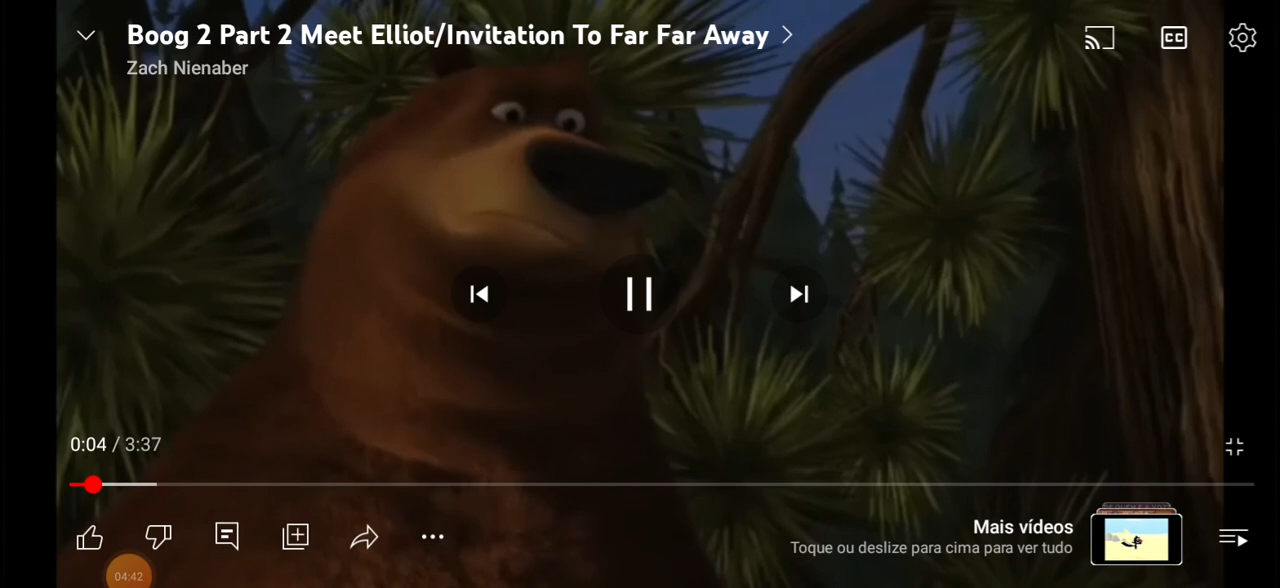 Boog 2 Part 2 Meet Elliot/Invitation To Far Far Away
Zach Nienaber
CC
0:04 / 3:37
Mais vídeos
Toque ou deslize para cima para ver tudo
04:42